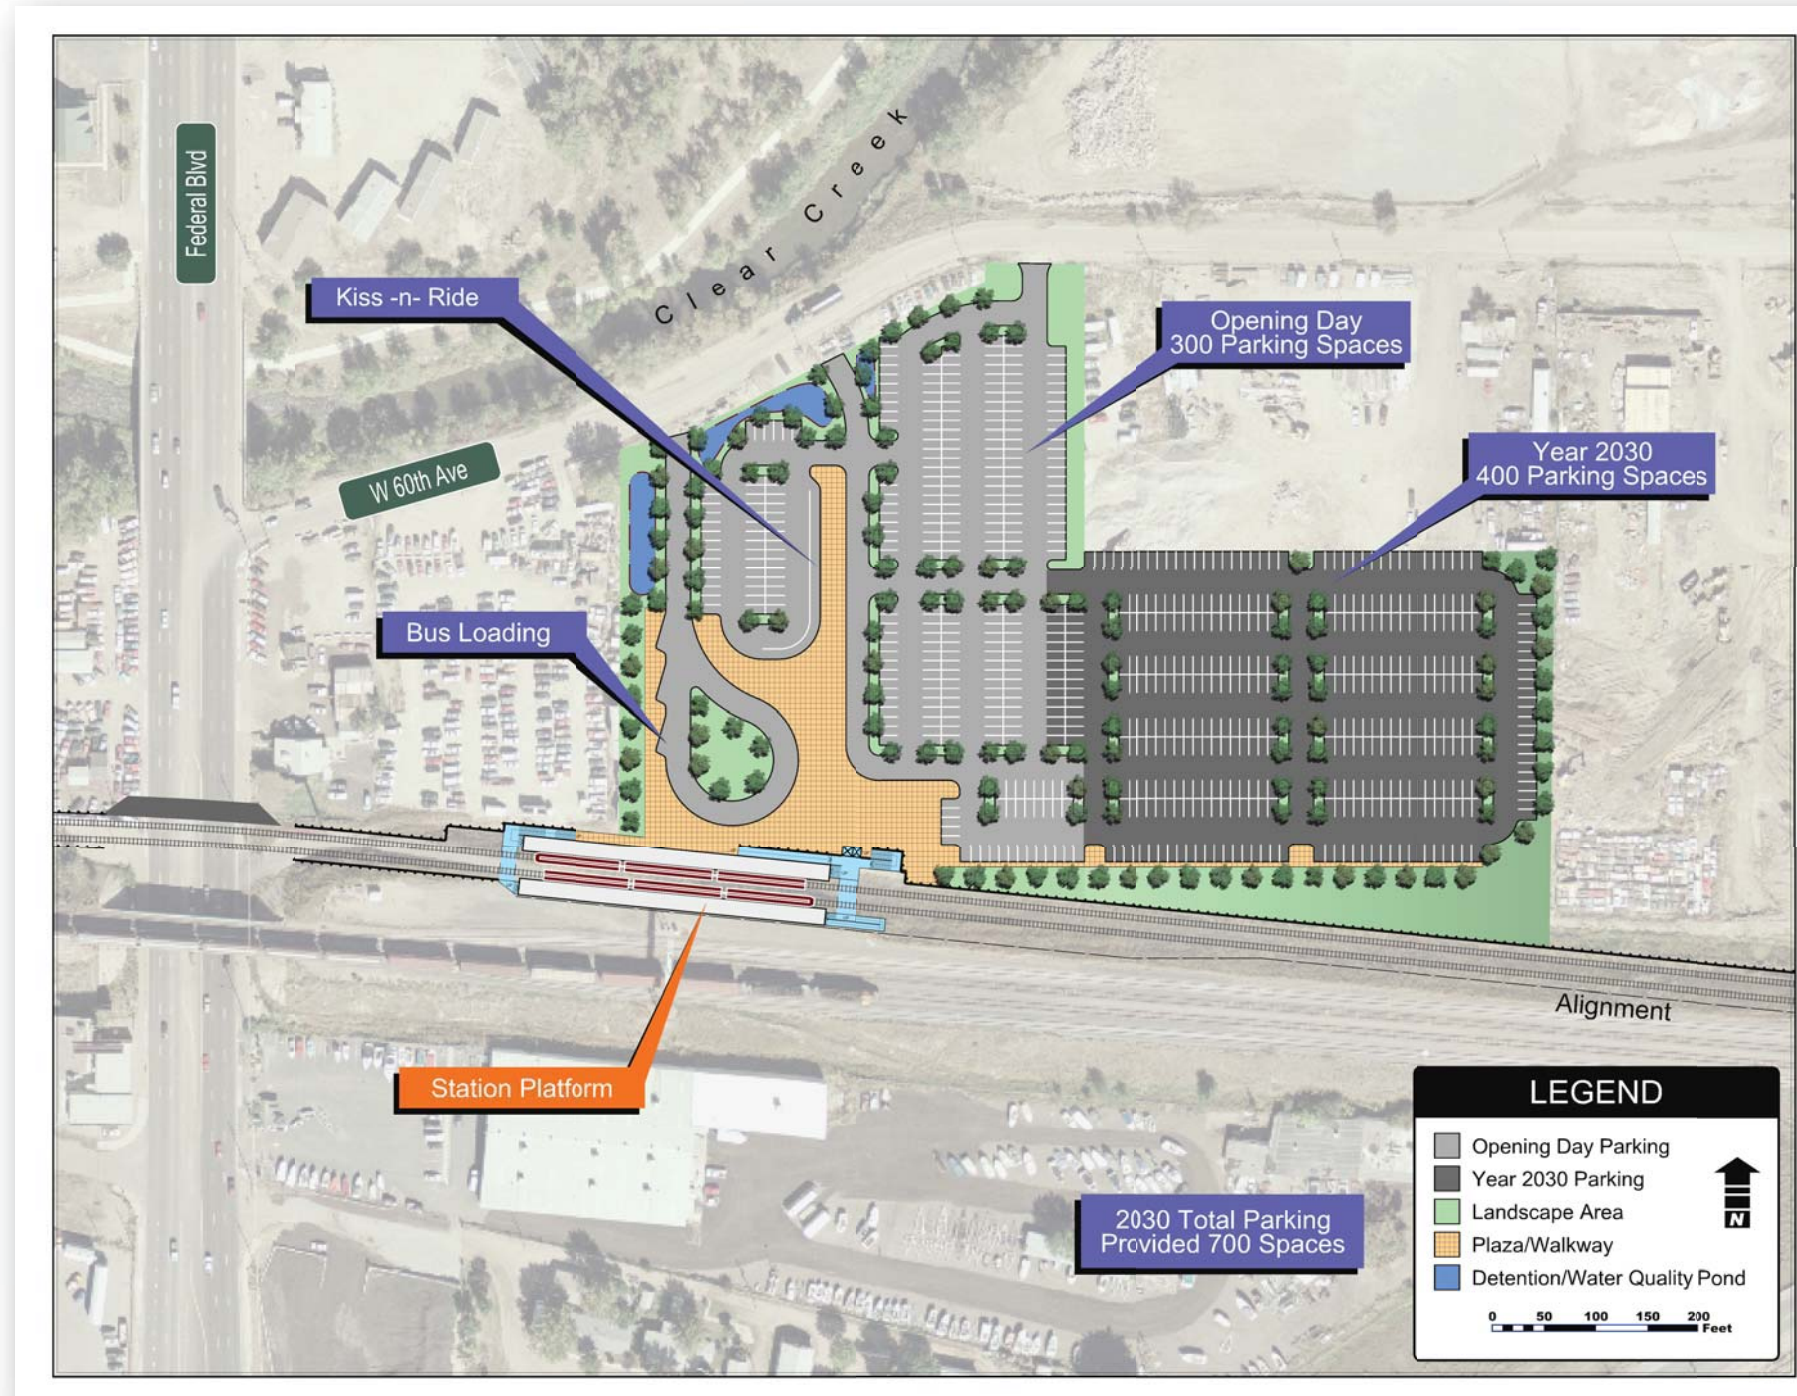 Federal Blvd
Clear Creek
Kiss -n- Ride
Opening Day
300 Parking Spaces
Year 2030
400 Parking Spaces
W 60th Ave
Bus Loading
Alignment
Station Platform
2030 Total Parking
Provided 700 Spaces
LEGEND
Opening Day Parking
Year 2030 Parking
Landscape Area
Plaza/Walkway
Detention/Water Quality Pond
N
0 50 100 150 200
Feet